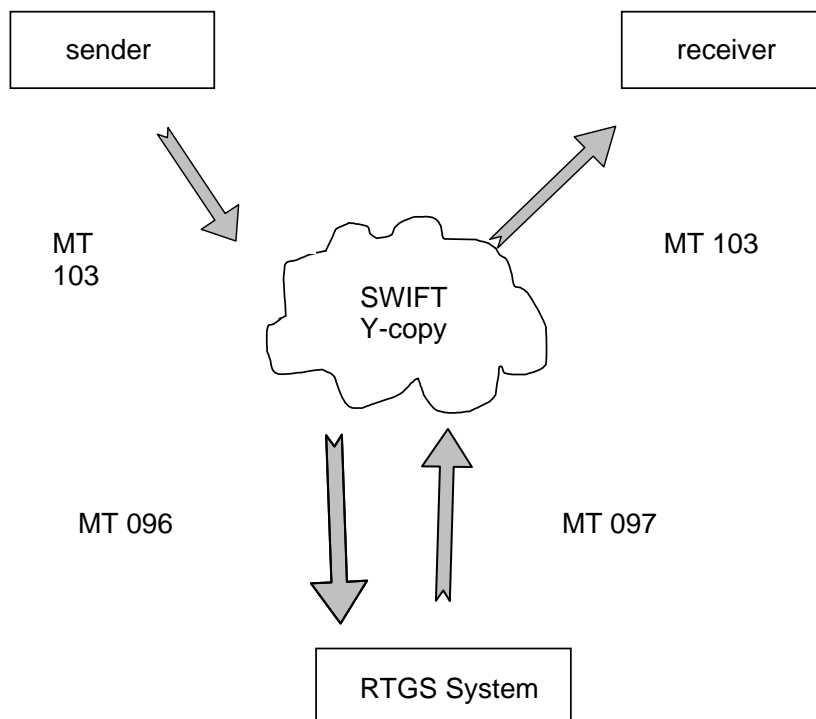 sender
receiver
MT
103
MT 103
SWIFT
Y-copy
MT 096
MT 097
RTGS System